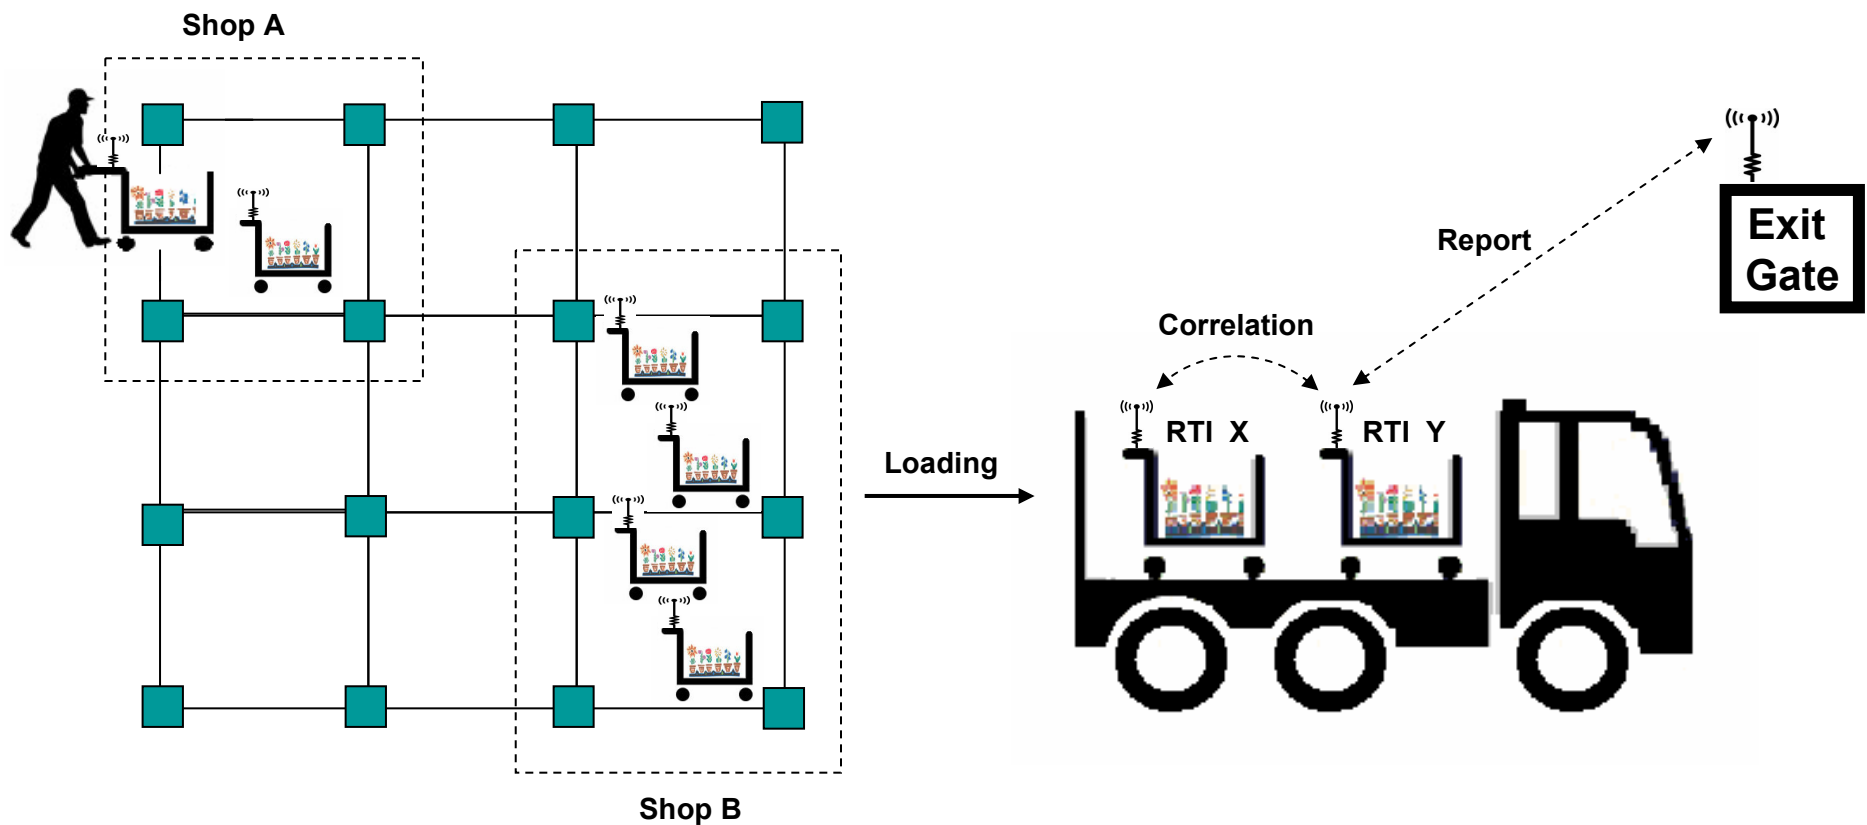 Shop A
Exit
Gate
Report
Correlation
RTI X
RTI Y
Loading
Shop B